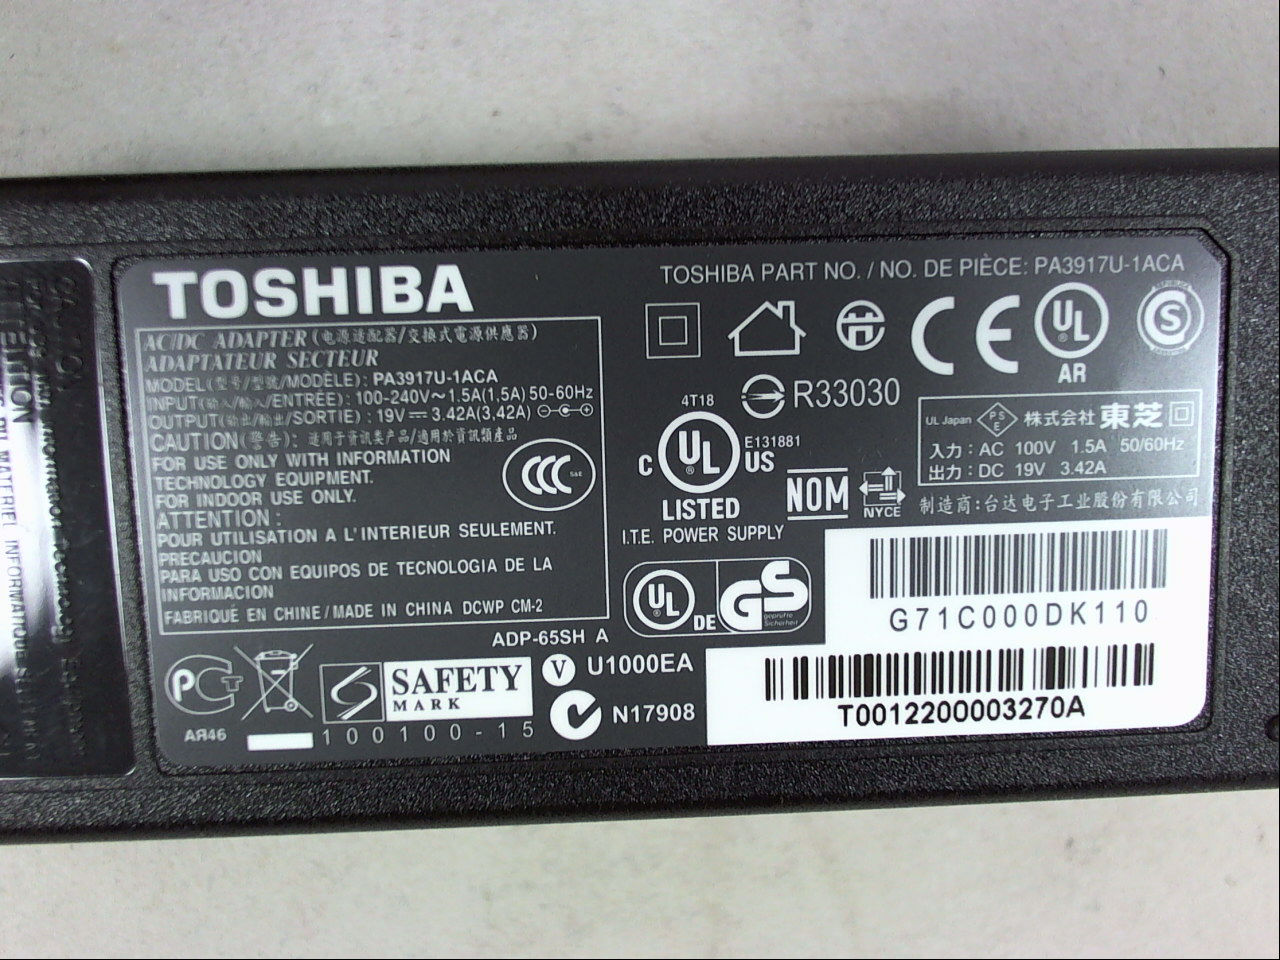 TOSHIBA
TOSHIBA PART NO. / NO. DE PIÈCE: PA3917U-1ACA
AC/DC ADAPTER (电源适配器/交換式電源供應器)
ADAPTATEUR SECTEUR
MODEL(型号/型號/MODÈLE): PA3917U-1ACA
INPUT(输入/輸入/ENTRÉE): 100-240V~1.5A(1.5A) 50-60Hz
OUTPUT(输出/輸出/SORTIE): 19V 3.42A(3.42A)
CAUTION(警告): 适用于资讯类产品/適用於資訊類產品
FOR USE ONLY WITH INFORMATION
TECHNOLOGY EQUIPMENT.
FOR INDOOR USE ONLY.
ATTENTION:
POUR UTILISATION A L'INTERIEUR SEULEMENT.
PRECAUCION
PARA USO CON EQUIPOS DE TECNOLOGIA DE LA
INFORMACION
FABRIQUÉ EN CHINE/MADE IN CHINA DCWP CM-2
CCC S&E
ADP-65SH A
CE
UL
AR
S
R33030
4T18
C UL US
E131881
LISTED
I.T.E. POWER SUPPLY
NOM
NYCE
UL Japan PSE 株式会社 東芝
入力: AC 100V 1.5A 50/60Hz
出力: DC 19V 3.42A
制造商:台达电子工业股份有限公司
UL DE GS
geprüfte
Sicherheit
G71C000DK110
T0012200003270A
PCT
АЯ46
SAFETY
MARK
100100-15
V U1000EA
N17908